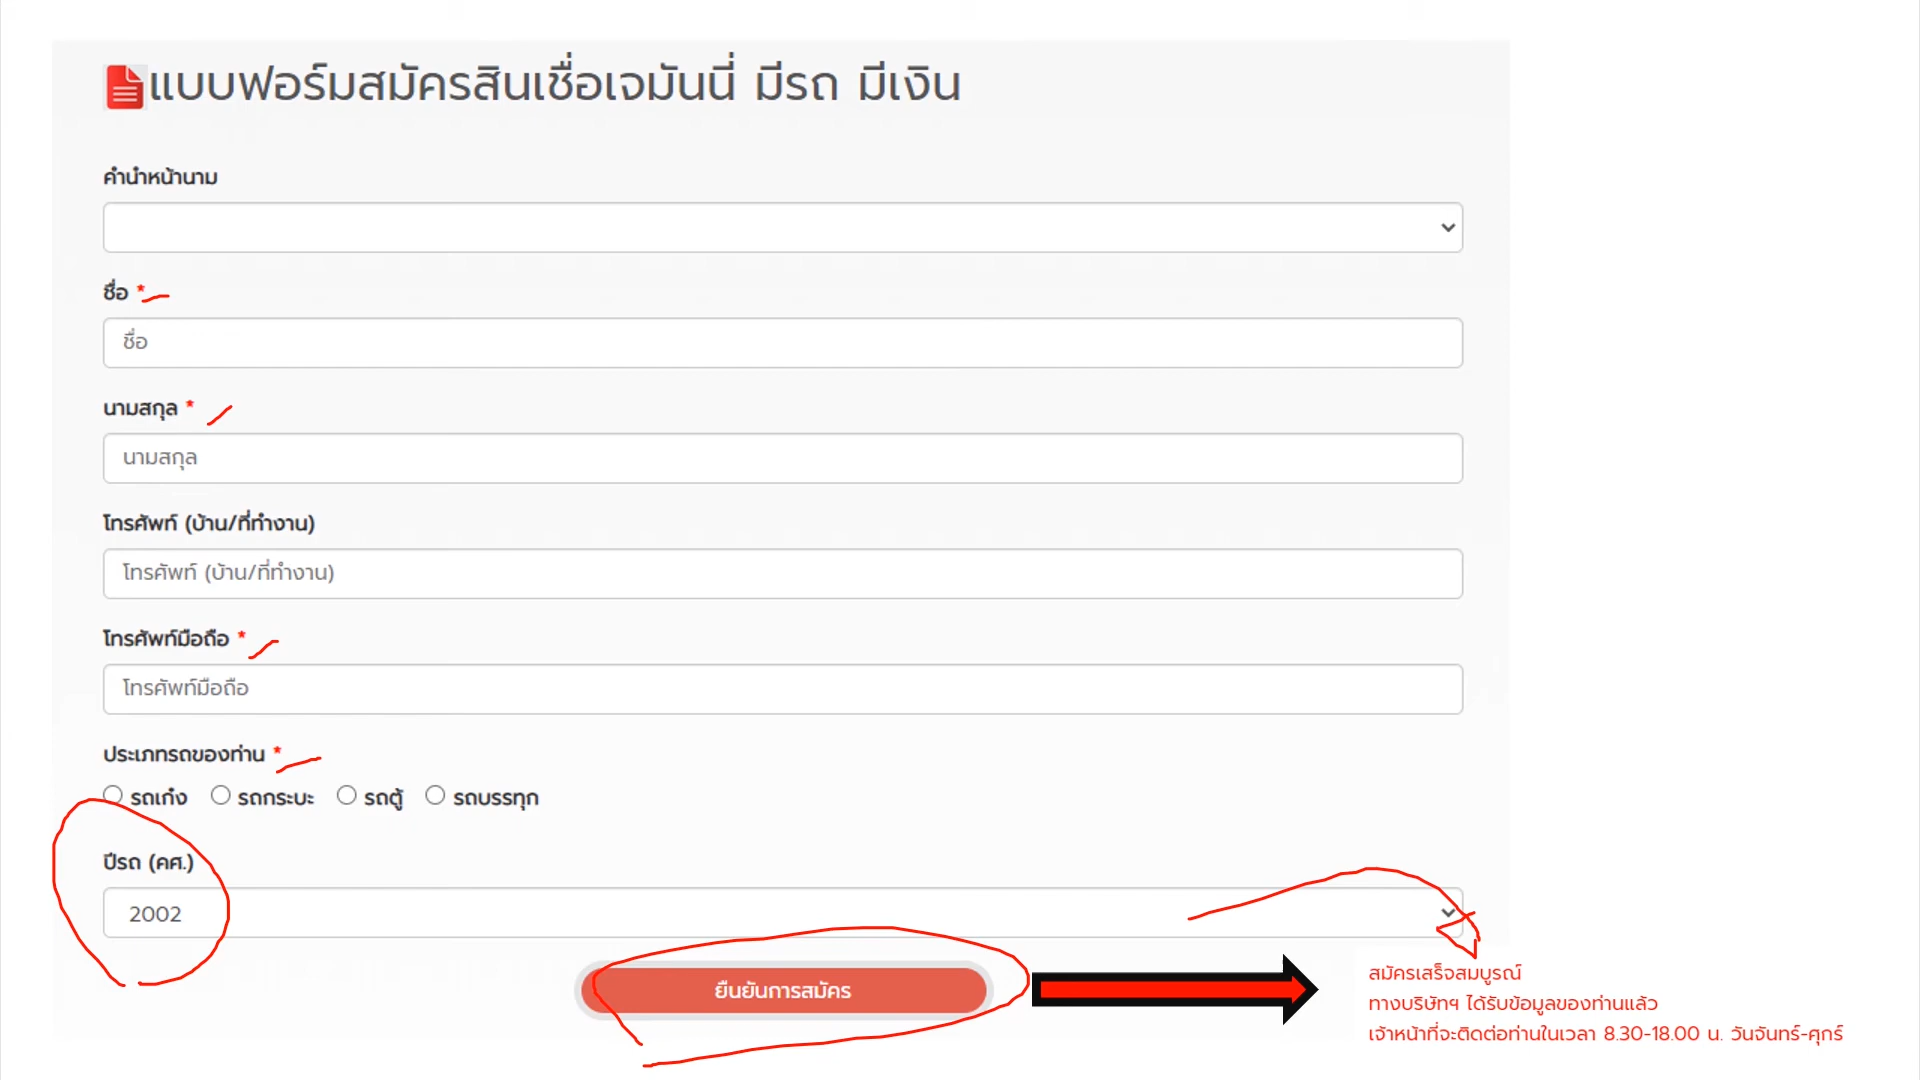 แบบฟอร์มสมัครสินเชื่อเจมันนี่ มีรถ มีเงิน
คำนำหน้านาม
ชื่อ *
ชื่อ
นามสกุล *
นามสกุล
โทรศัพท์ (บ้าน/ที่ทำงาน)
โทรศัพท์ (บ้าน/ที่ทำงาน)
โทรศัพท์มือถือ *
โทรศัพท์มือถือ
ประเภทรถของท่าน *
รถเก๋ง รถกระบะ รถตู้ รถบรรทุก
ปีรถ (คศ.)
2002
ยืนยันการสมัคร
สมัครเสร็จสมบูรณ์
ทางบริษัทฯ ได้รับข้อมูลของท่านแล้ว
เจ้าหน้าที่จะติดต่อท่านในเวลา 8.30-18.00 น. วันจันทร์-ศุกร์